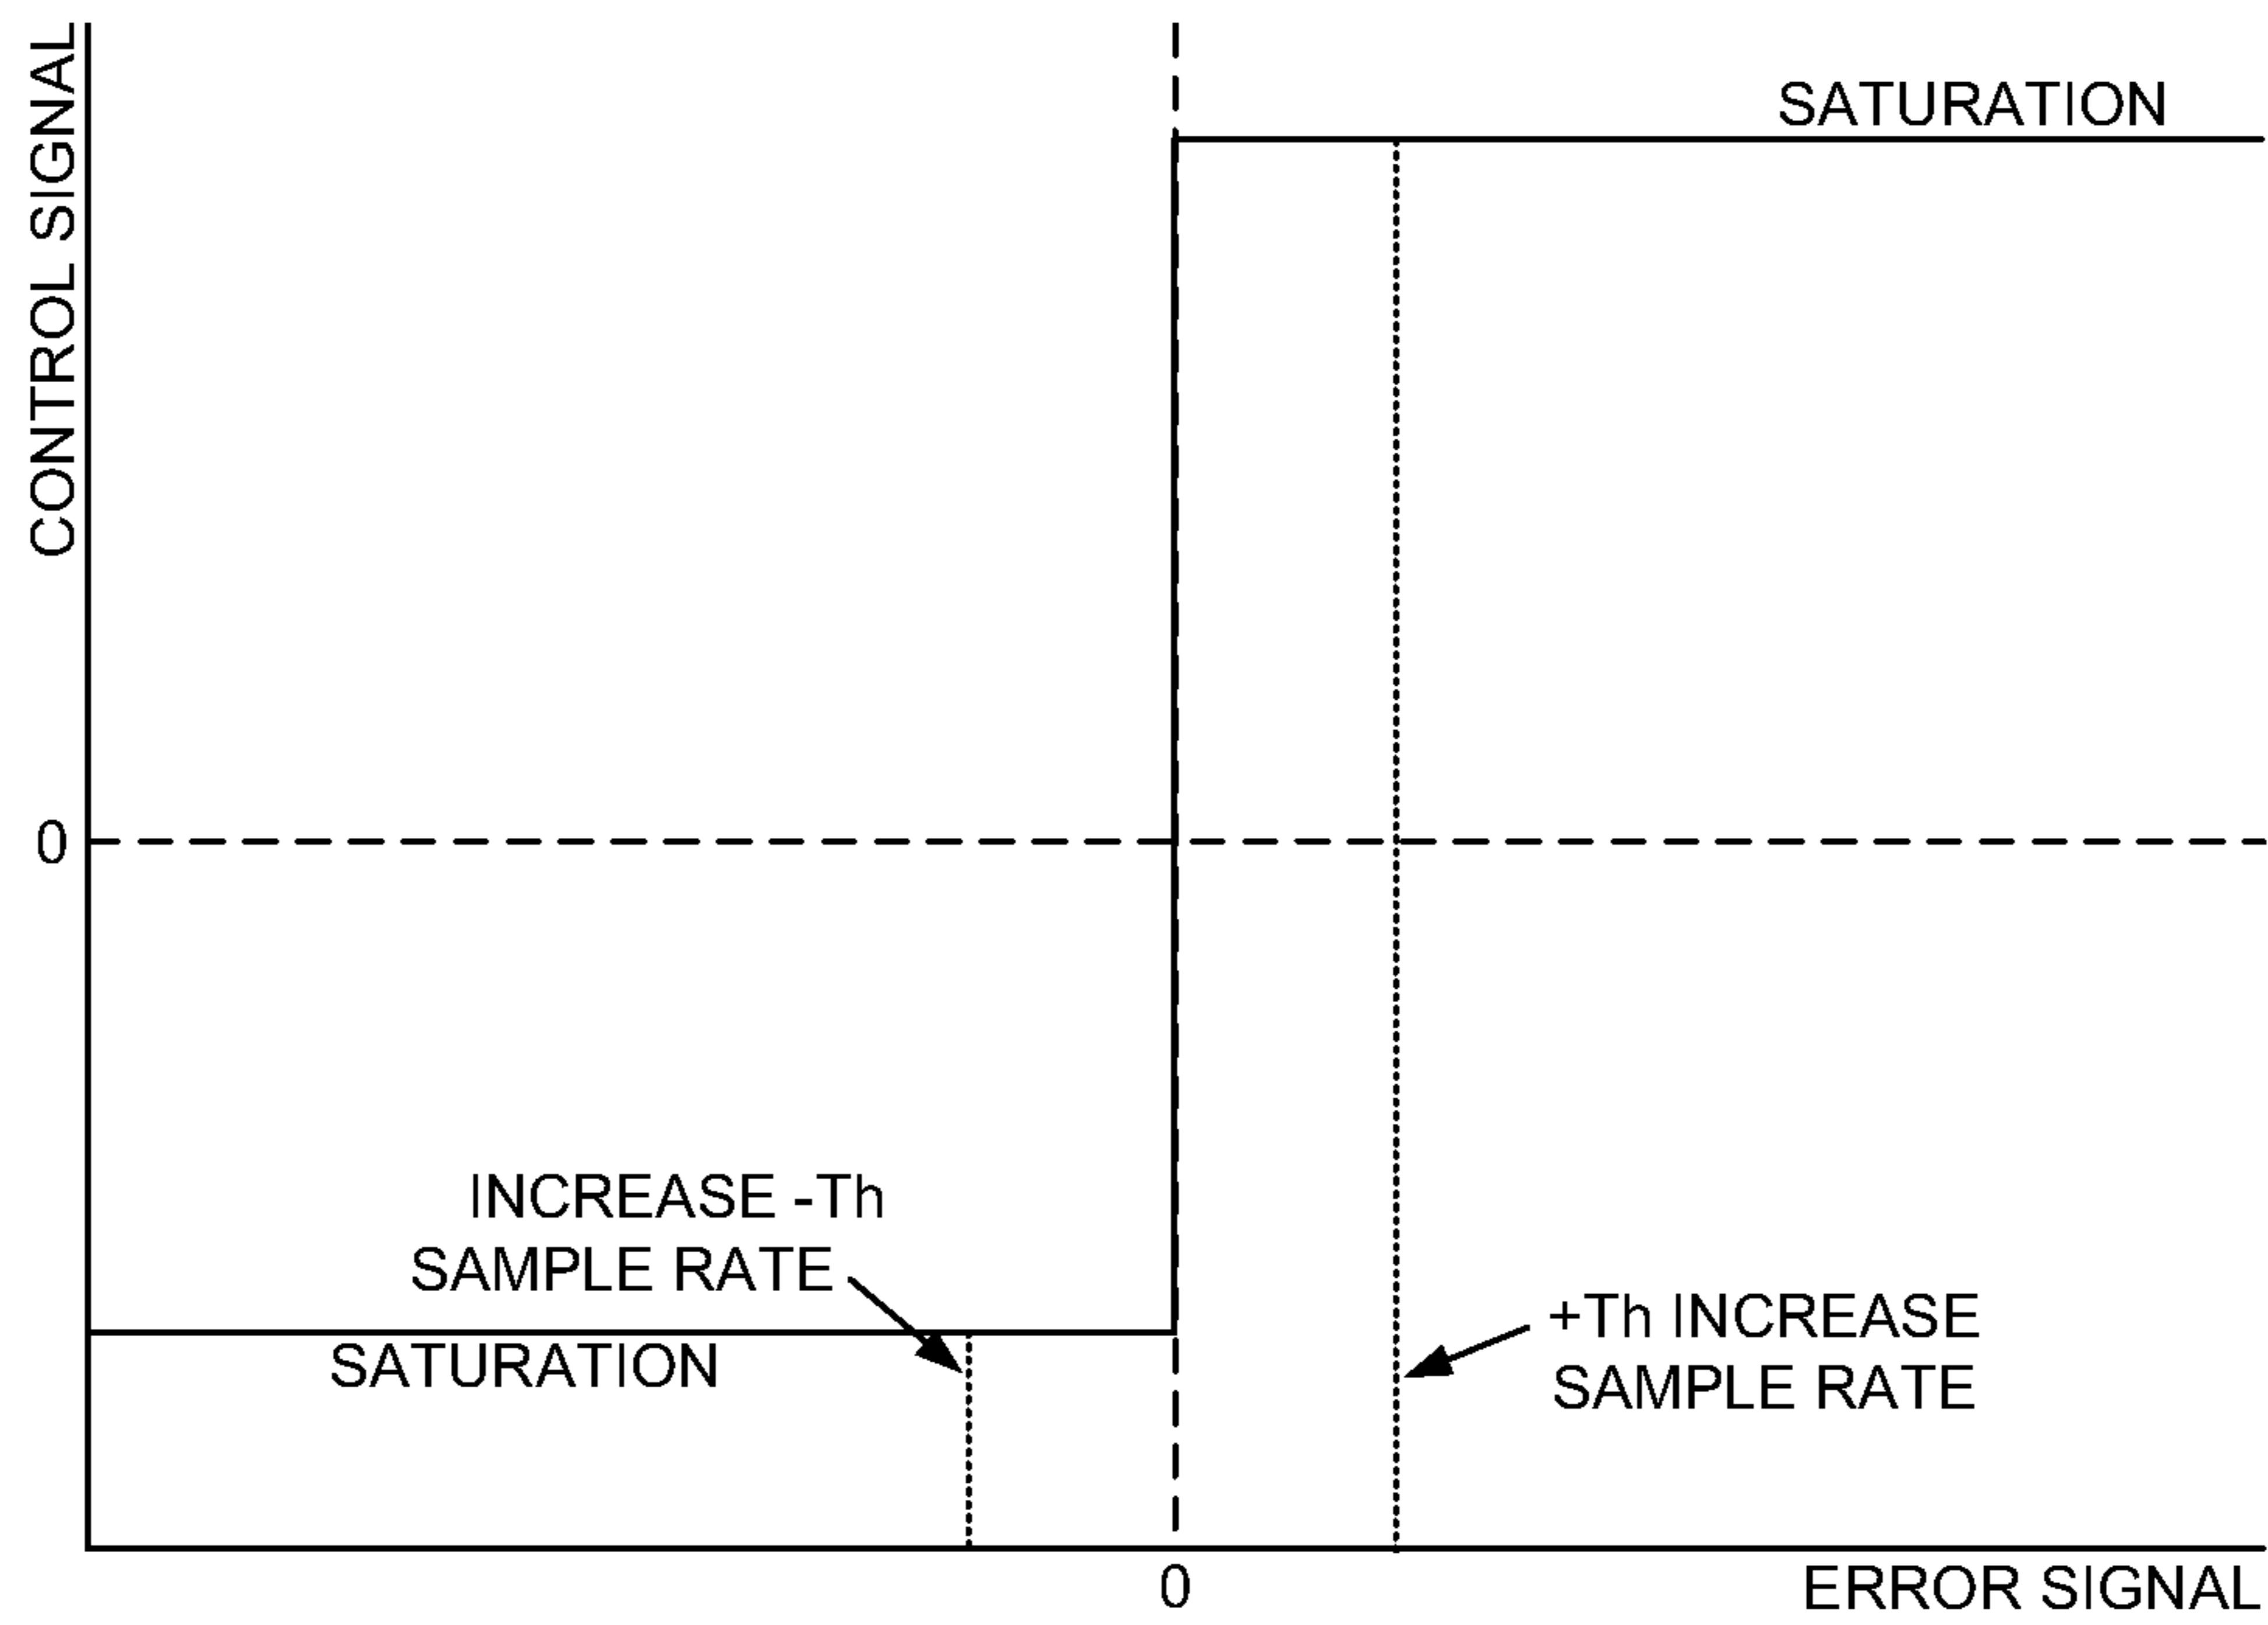 CONTROL SIGNAL
SATURATION
0
INCREASE -Th
SAMPLE RATE
SATURATION
+Th INCREASE
SAMPLE RATE
0
ERROR SIGNAL